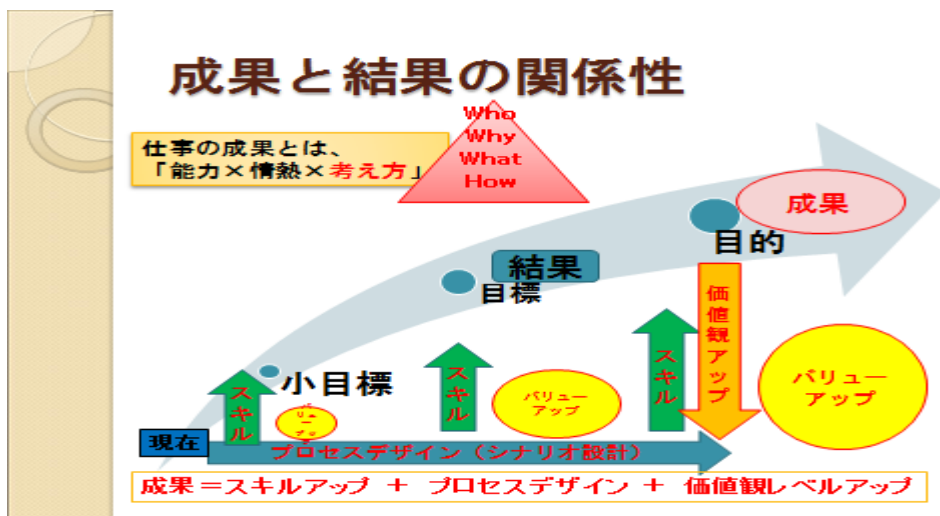 成果と結果の関係性
仕事の成果とは、
「能力×情熱×考え方」
Who
Why
What
How
成果
目的
結果
目標
小目標
スキル
スキル
スキル
価値観アップ
バリュー
アップ
バリュー
アップ
現在
プロセスデザイン（シナリオ設計）
成果＝スキルアップ ＋ プロセスデザイン ＋ 価値観レベルアップ